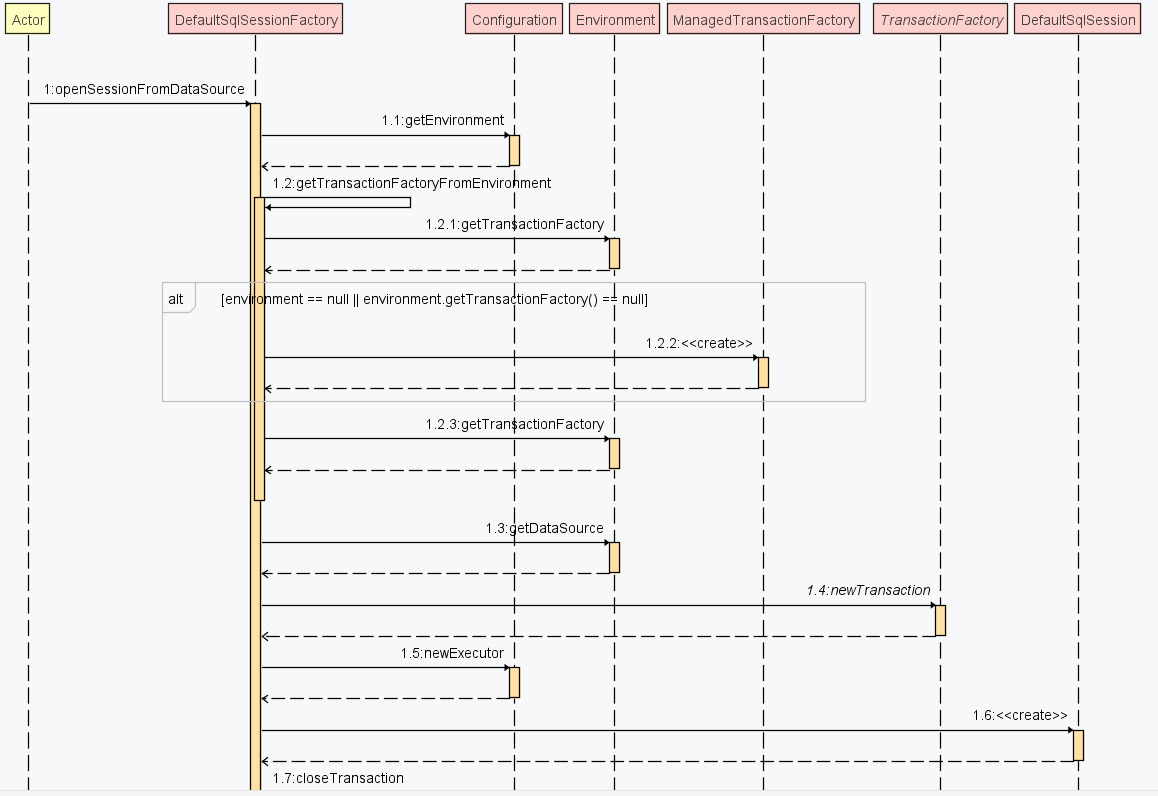 Actor
DefaultSqlSessionFactory
Configuration
Environment
ManagedTransactionFactory
TransactionFactory
DefaultSqlSession
1:openSessionFromDataSource
1.1:getEnvironment
1.2:getTransactionFactoryFromEnvironment
1.2.1:getTransactionFactory
alt
[environment == null || environment.getTransactionFactory() == null]
1.2.2:<<create>>
1.2.3:getTransactionFactory
1.3:getDataSource
1.4:newTransaction
1.5:newExecutor
1.6:<<create>>
1.7:closeTransaction